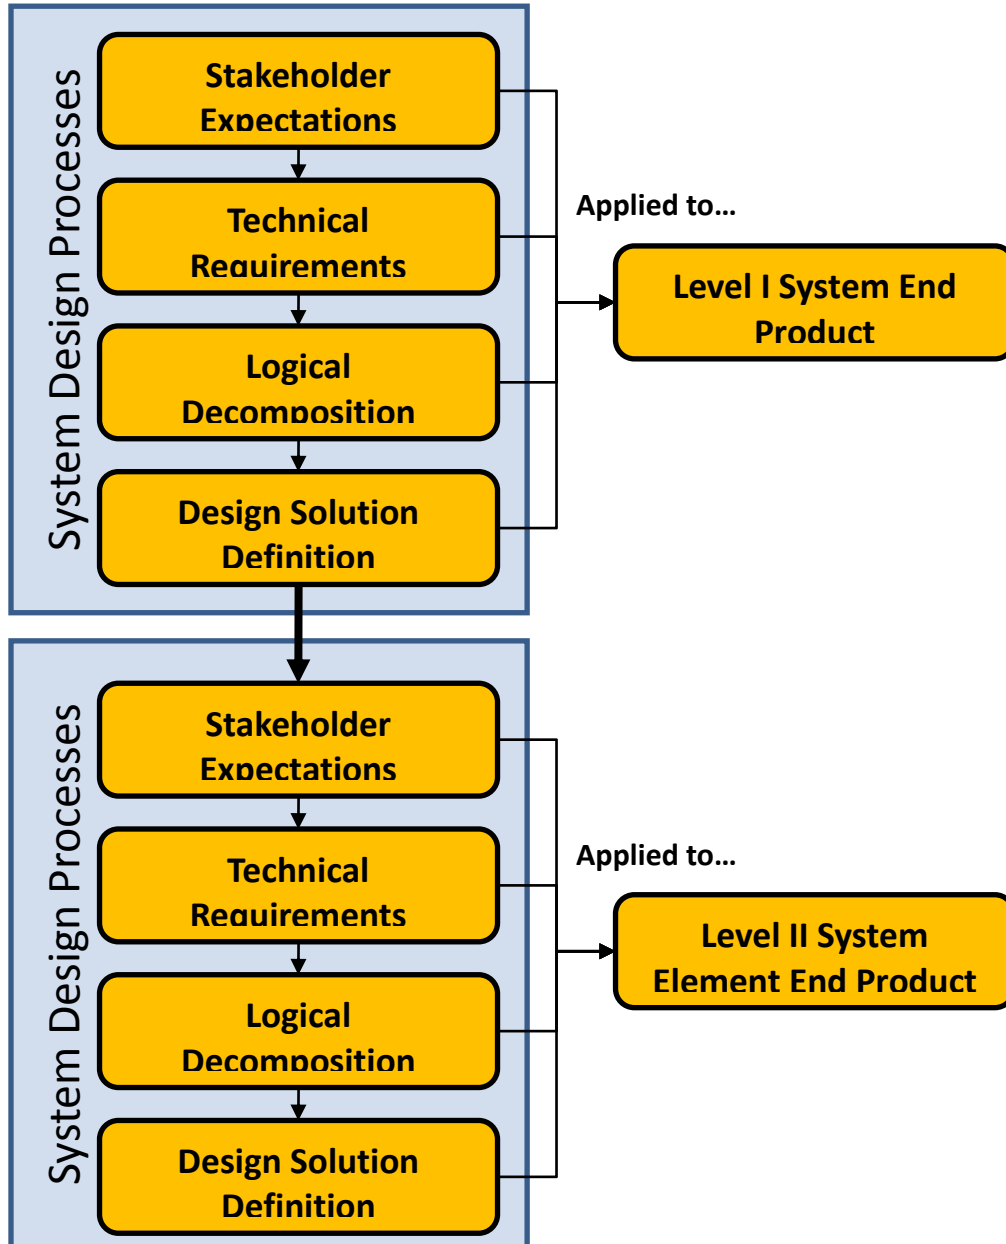 System Design Processes
Stakeholder
Expectations
Technical
Requirements
Logical
Decomposition
Design Solution
Definition
Applied to…
Level I System End
Product
System Design Processes
Stakeholder
Expectations
Technical
Requirements
Logical
Decomposition
Design Solution
Definition
Applied to…
Level II System
Element End Product